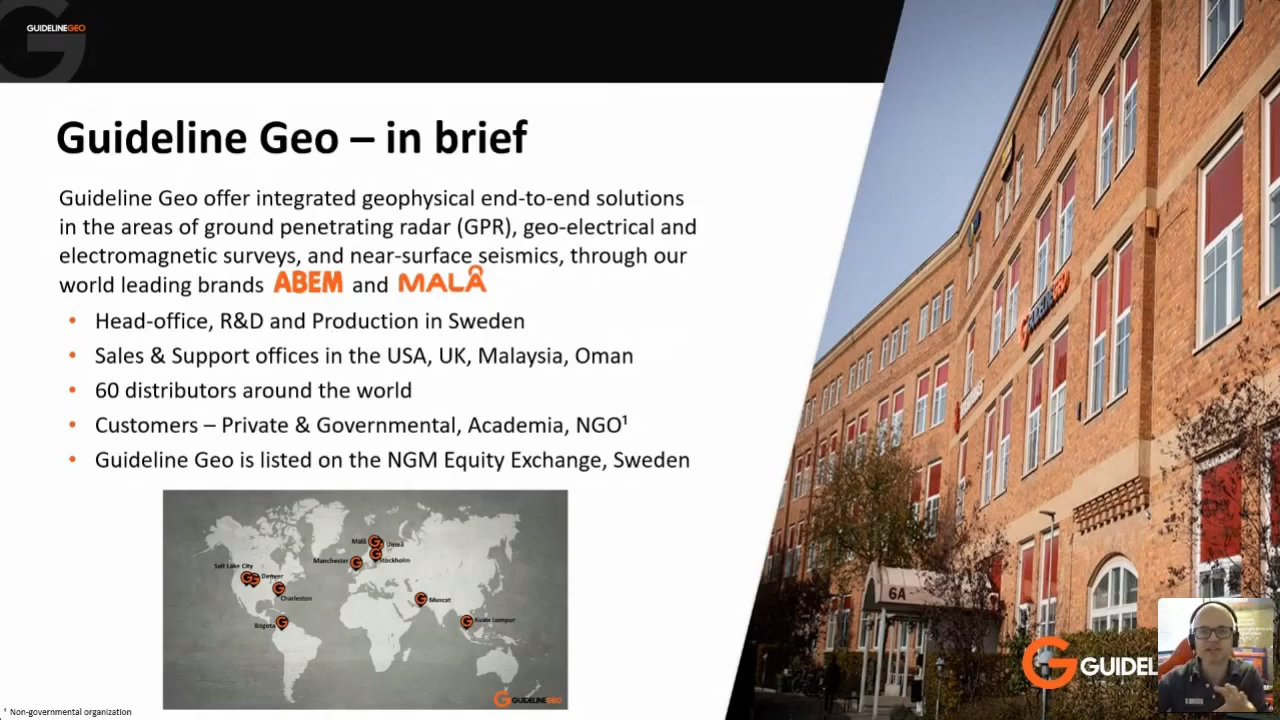 GUIDELINEGEO
Guideline Geo – in brief
Guideline Geo offer integrated geophysical end-to-end solutions
in the areas of ground penetrating radar (GPR), geo-electrical and
electromagnetic surveys, and near-surface seismics, through our
world leading brands ABEM and MALÅ
• Head-office, R&D and Production in Sweden
• Sales & Support offices in the USA, UK, Malaysia, Oman
• 60 distributors around the world
• Customers – Private & Governmental, Academia, NGO¹
• Guideline Geo is listed on the NGM Equity Exchange, Sweden
Malå
Umeå
Manchester
Stockholm
Salt Lake City
Denver
Charleston
Muscat
Bogota
Kuala Lumpur
GUIDELINEGEO
¹ Non-governmental organization
GUIDELINEGEO
6A
GUIDEL